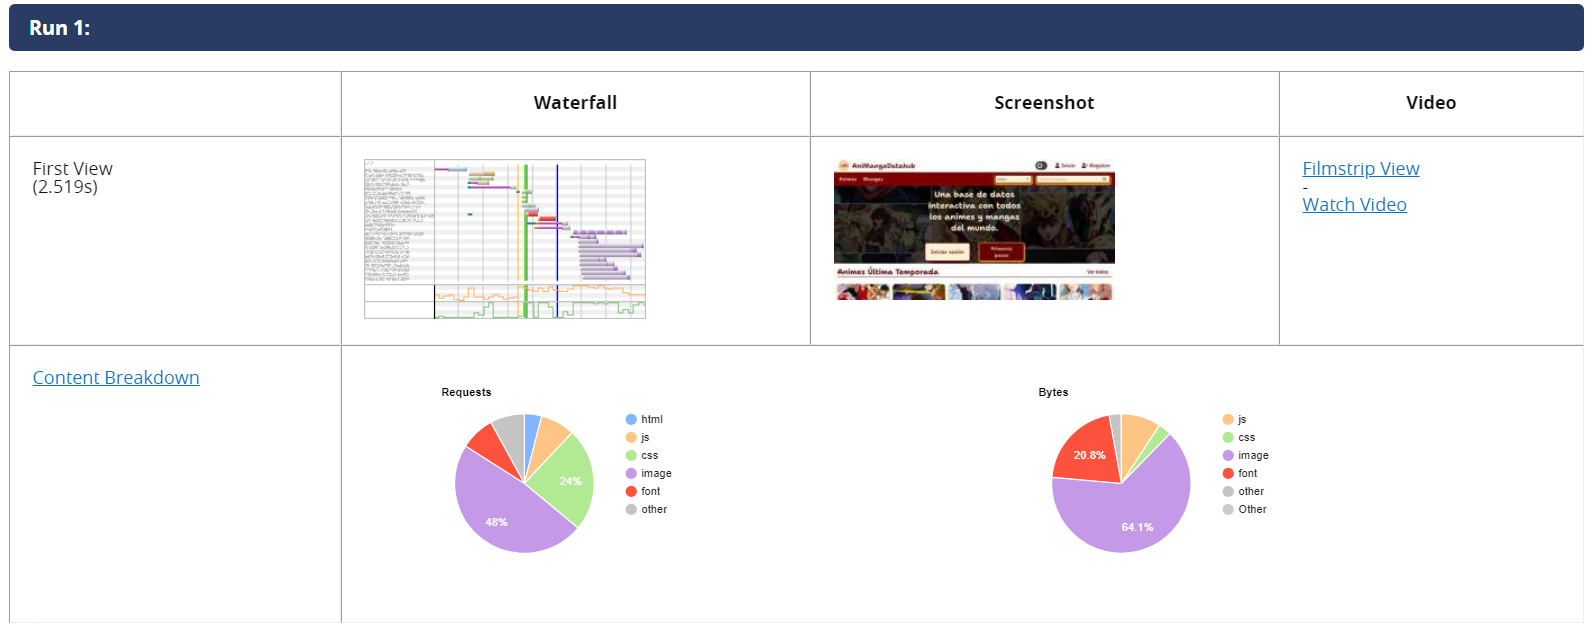 Run 1:
Waterfall
Screenshot
Video
First View
(2.519s)
AniMangaDatahub
Inicio
Registro
Animes
Mangas
Una base de datos
interactiva con todos
los animes y mangas
del mundo.
Iniciar sesión
Primeros
pasos
Animes Última Temporada
Ver todos
Filmstrip View
-
Watch Video
Content Breakdown
Requests
24%
48%
html
js
css
image
font
other
Bytes
20.8%
64.1%
js
css
image
font
other
Other